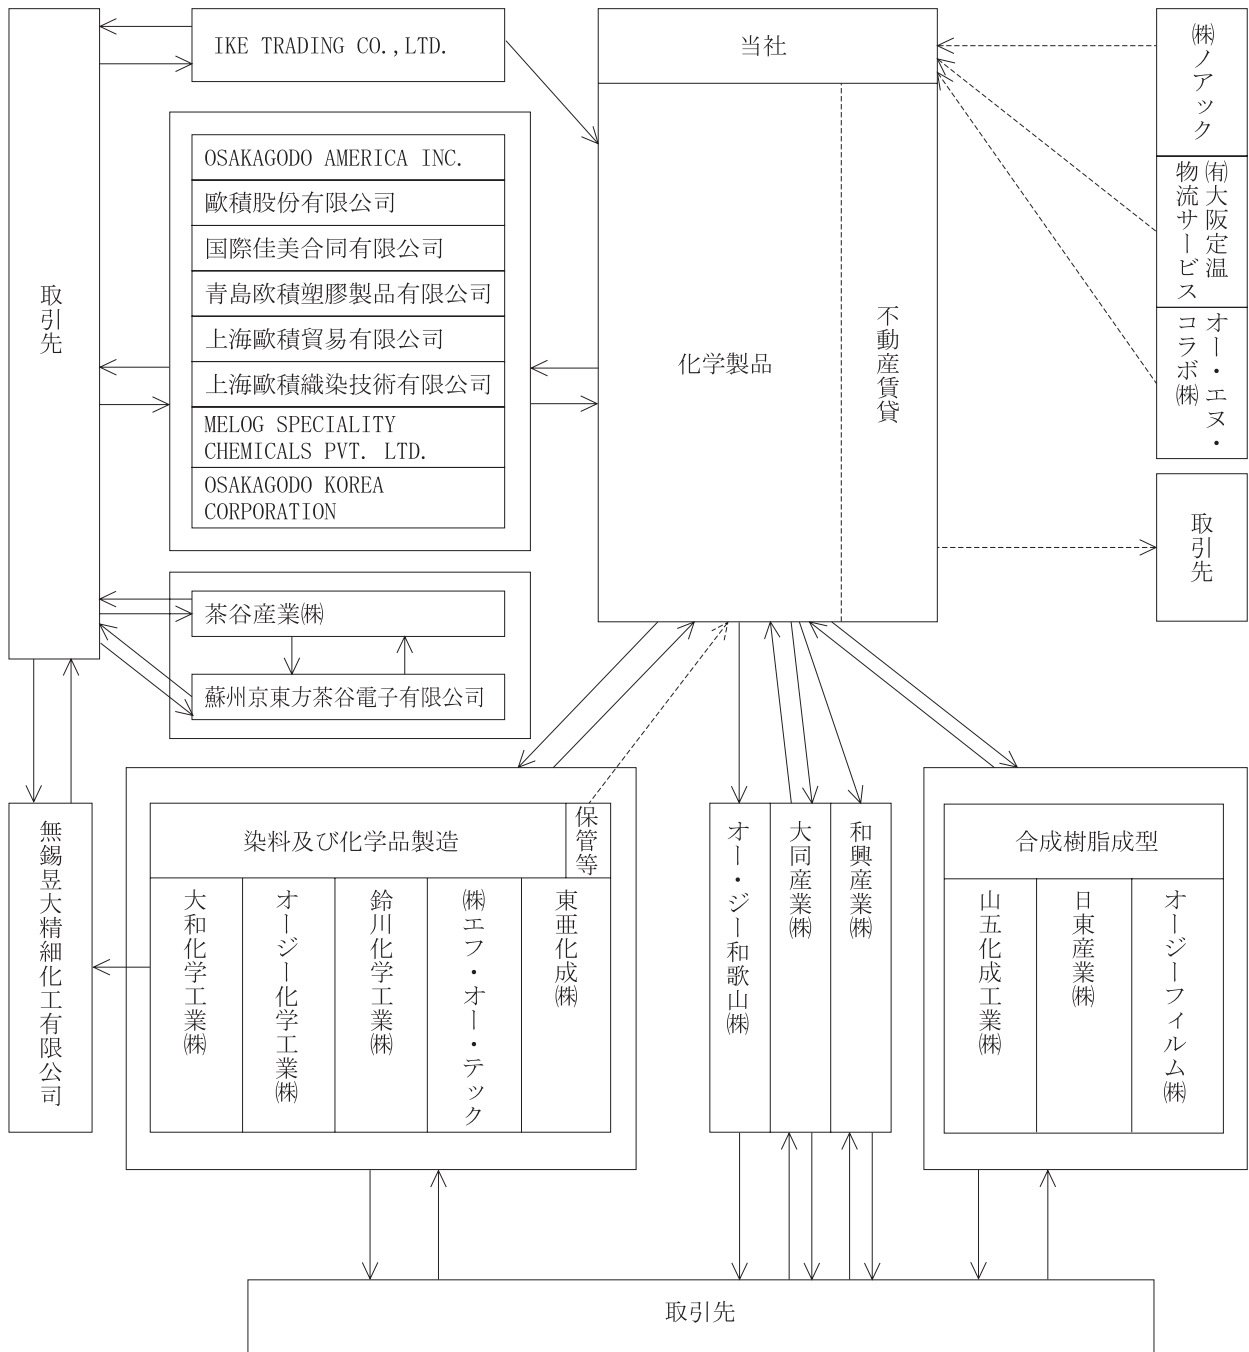 取引先
IKE TRADING CO.,LTD.
OSAKAGODO AMERICA INC.
歐積股份有限公司
国際佳美合同有限公司
青島欧積塑膠製品有限公司
上海歐積貿易有限公司
上海歐積織染技術有限公司
MELOG SPECIALITY
CHEMICALS PVT. LTD.
OSAKAGODO KOREA
CORPORATION
茶谷産業㈱
蘇州京東方茶谷電子有限公司
当社
化学製品
不動産賃貸
㈱ノアック
㈲大阪定温
物流サービス
オー・エヌ・
コラボ㈱
取引先
無錫昱大精細化工有限公司
染料及び化学品製造
保管等
大和化学工業㈱
オージー化学工業㈱
鈴川化学工業㈱
㈱エフ・オー・テック
東亜化成㈱
オー・ジー和歌山㈱
大同産業㈱
和興産業㈱
合成樹脂成型
山五化成工業㈱
日東産業㈱
オージーフィルム㈱
取引先